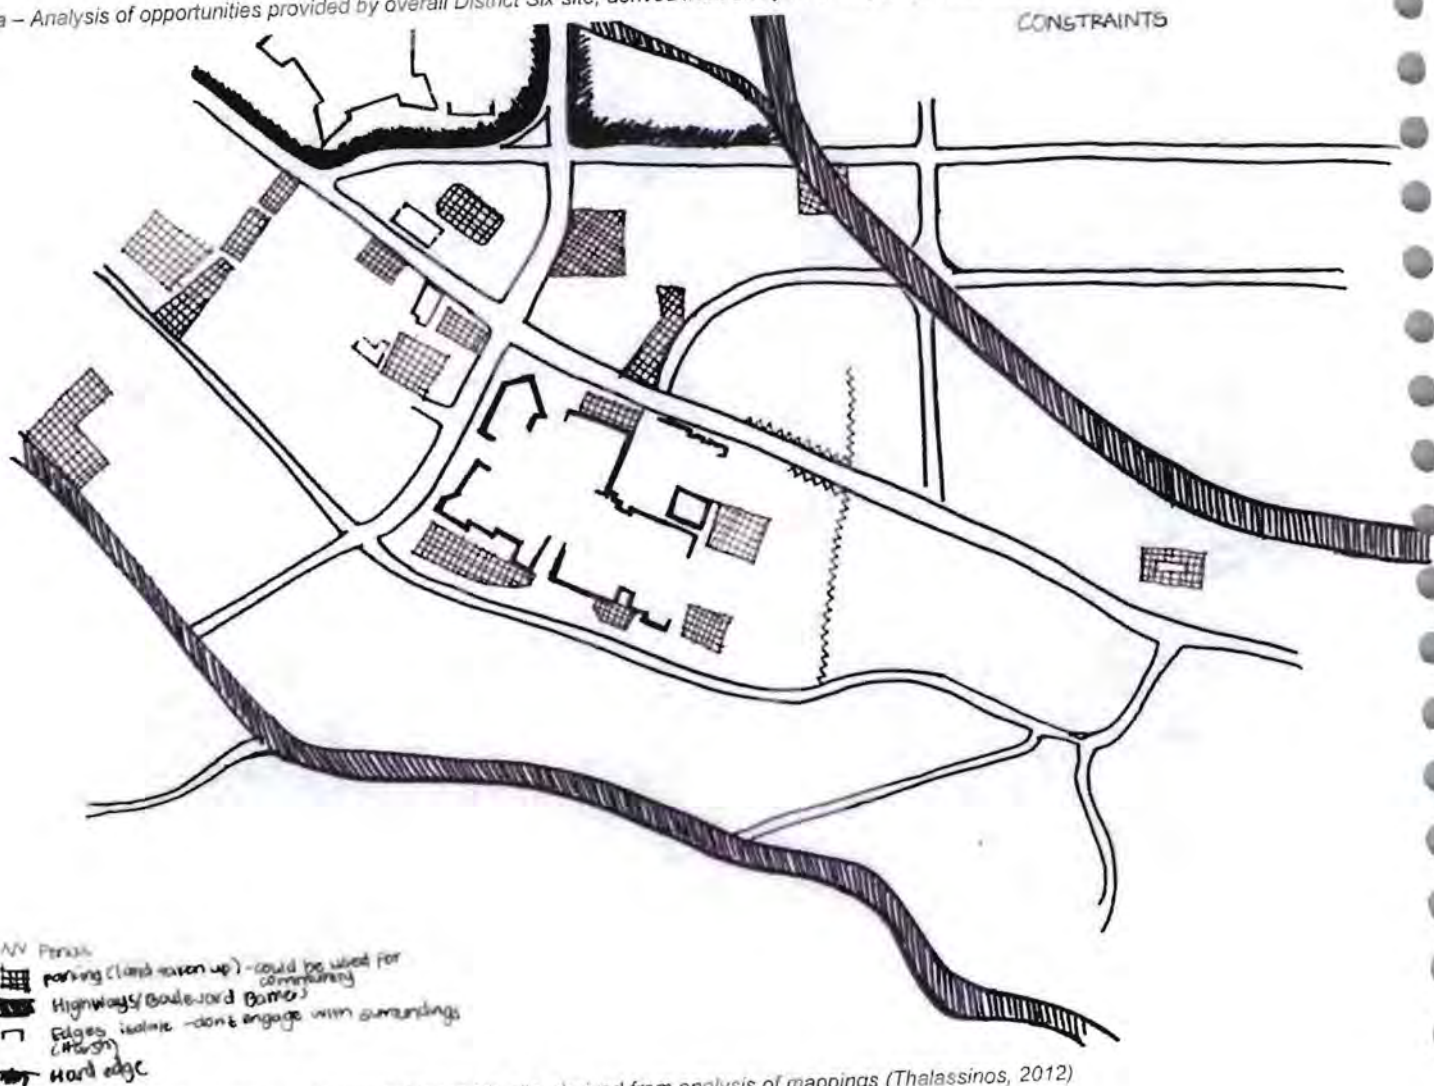 a – Analysis of opportunities provided by overall District Six site, derived
CONSTRAINTS
Fences
parking (land taken up) - could be used for
community
Highways/Boulevard Barriers
Edges isolate - dont engage with surroundings
(Harsh)
Hard edge
from analysis of mappings (Thalassinos, 2012)